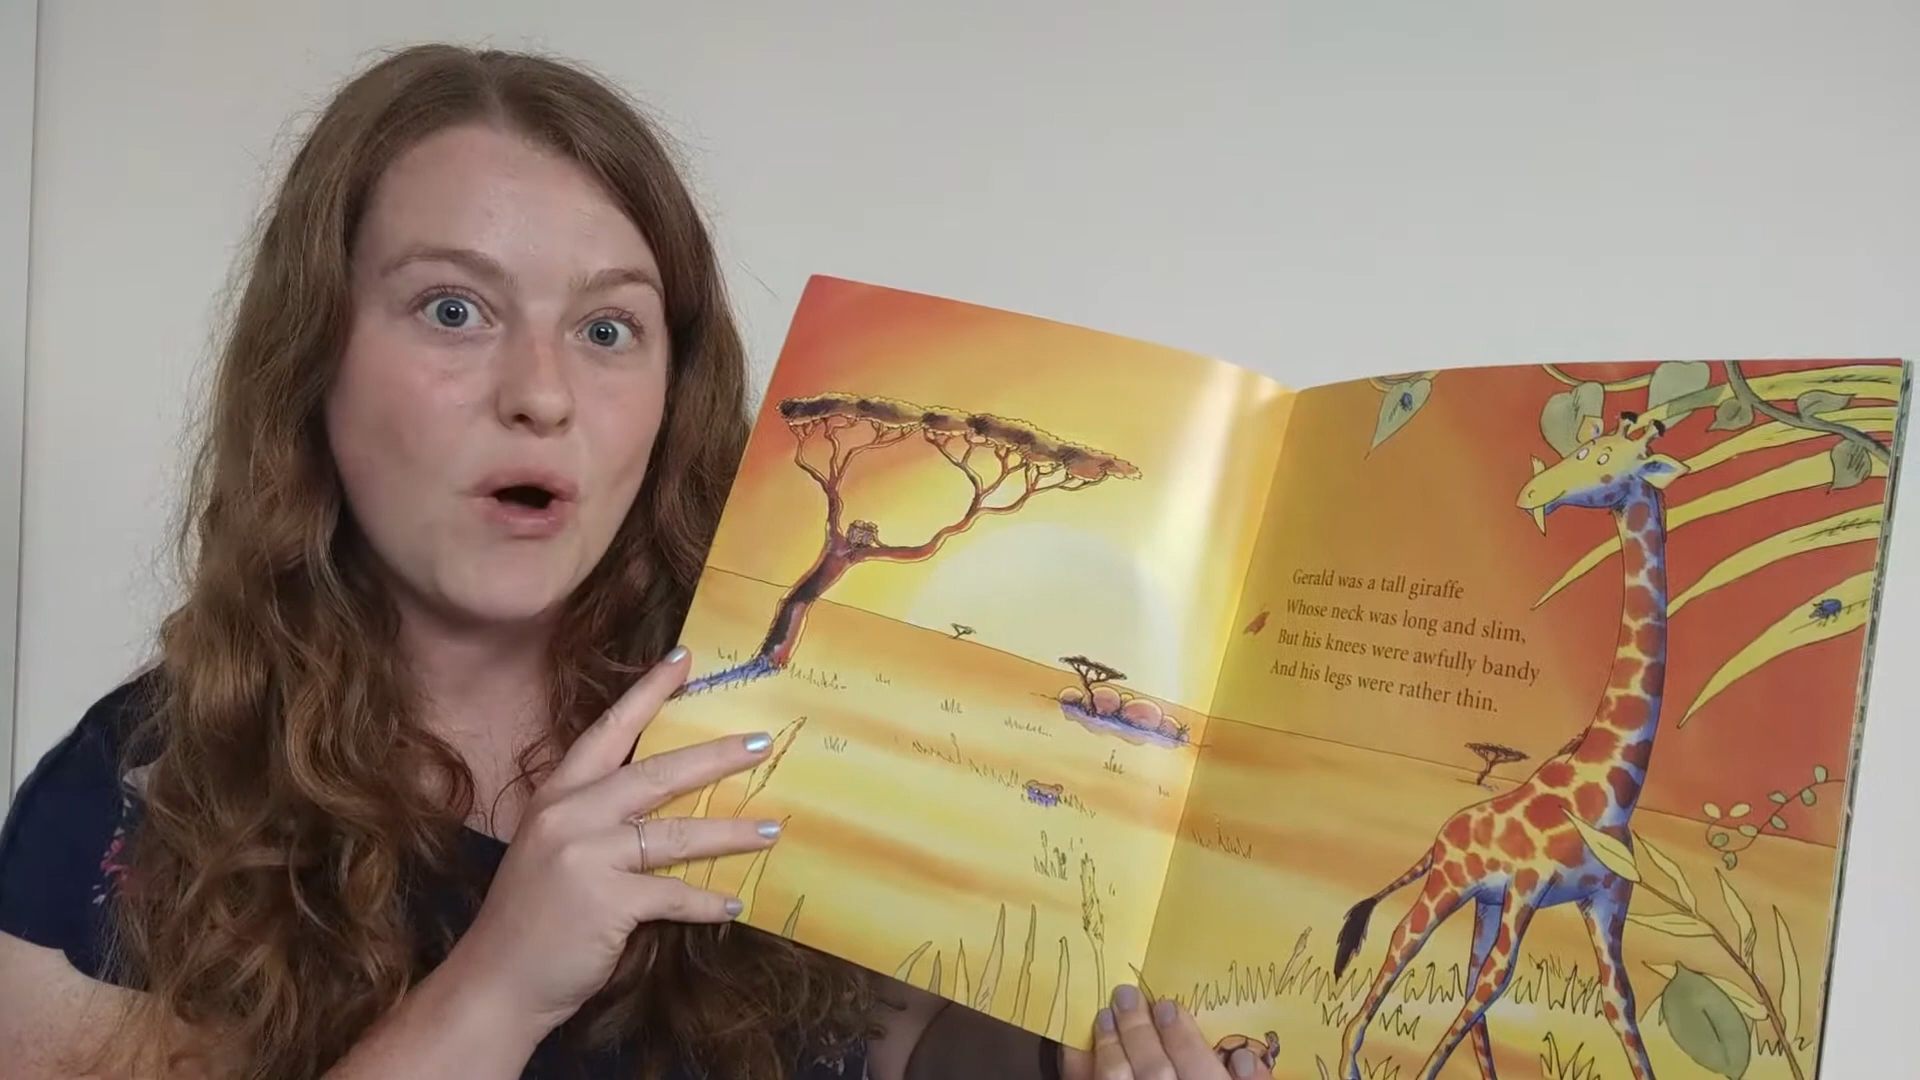 Gerald was a tall giraffe
Whose neck was long and slim,
But his knees were awfully bandy
And his legs were rather thin.